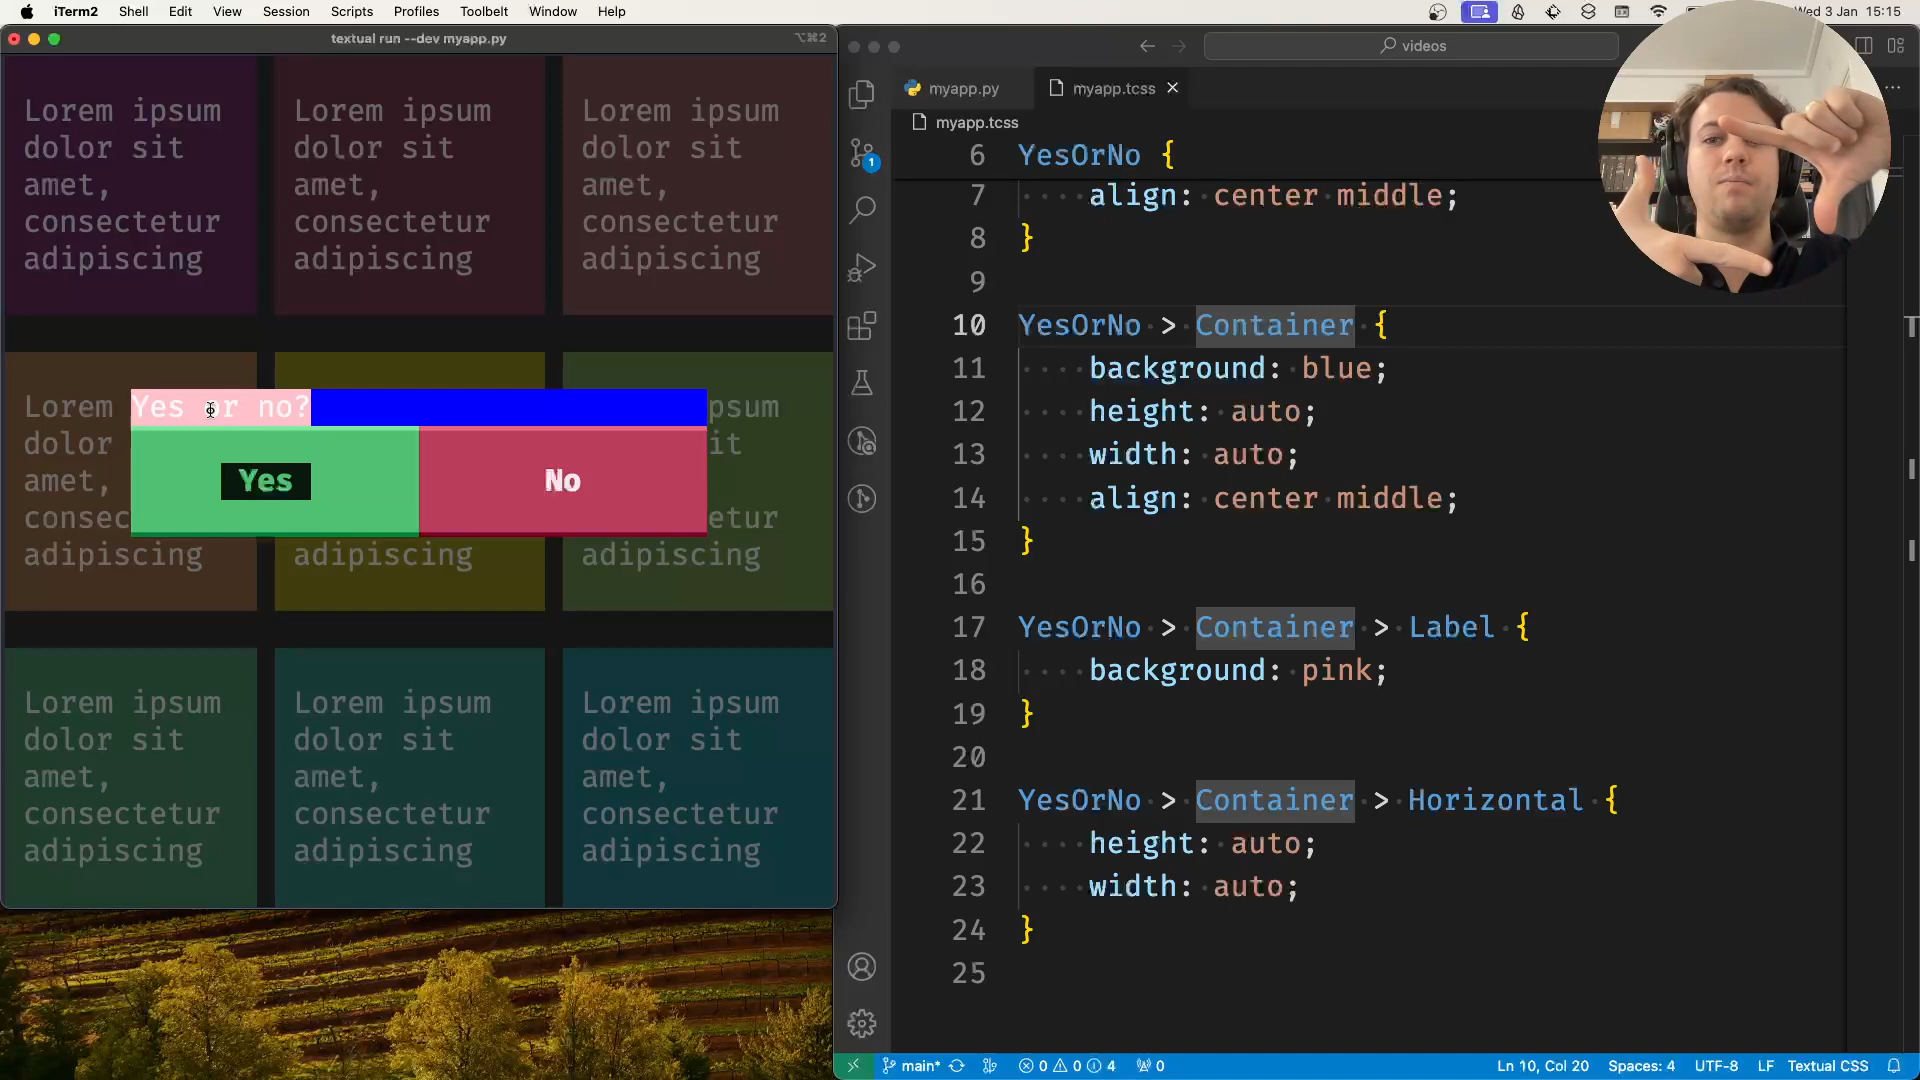 iTerm2 Shell Edit View Session Scripts Profiles Toolbelt Window Help
Wed 3 Jan 15:15
textual run --dev myapp.py
⌥⌘2
Lorem ipsum
dolor sit
amet,
consectetur
adipiscing
Lorem ipsum
dolor sit
amet,
consectetur
adipiscing
Lorem ipsum
dolor sit
amet,
consectetur
adipiscing
Lorem
dolor
amet,
consec
adipiscing
adipiscing
psum
it
etur
adipiscing
Yes or no?
Yes
No
Lorem ipsum
dolor sit
amet,
consectetur
adipiscing
Lorem ipsum
dolor sit
amet,
consectetur
adipiscing
Lorem ipsum
dolor sit
amet,
consectetur
adipiscing
videos
myapp.py
myapp.tcss
myapp.tcss
1
6 YesOrNo {
7 ····align:·center·middle;
8 }
9
10 YesOrNo·>·Container·{
11 ····background:·blue;
12 ····height:·auto;
13 ····width:·auto;
14 ····align:·center·middle;
15 }
16
17 YesOrNo·>·Container·>·Label·{
18 ····background:·pink;
19 }
20
21 YesOrNo·>·Container·>·Horizontal·{
22 ····height:·auto;
23 ····width:·auto;
24 }
25
main* 0 0 4 0 Ln 10, Col 20 Spaces: 4 UTF-8 LF Textual CSS